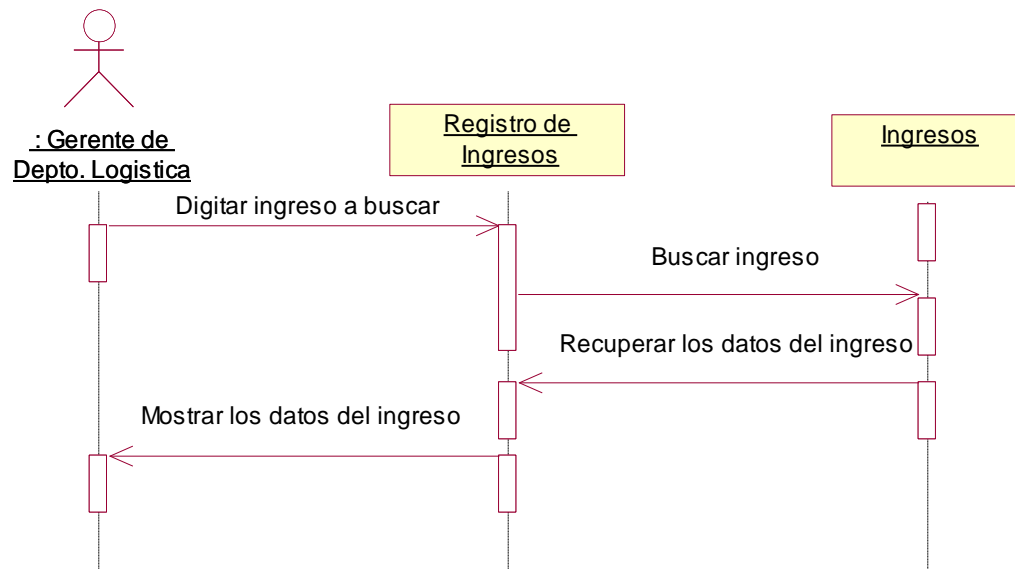 : Gerente de
Depto. Logistica
Registro de
Ingresos
Ingresos
Digitar ingreso a buscar
Buscar ingreso
Recuperar los datos del ingreso
Mostrar los datos del ingreso